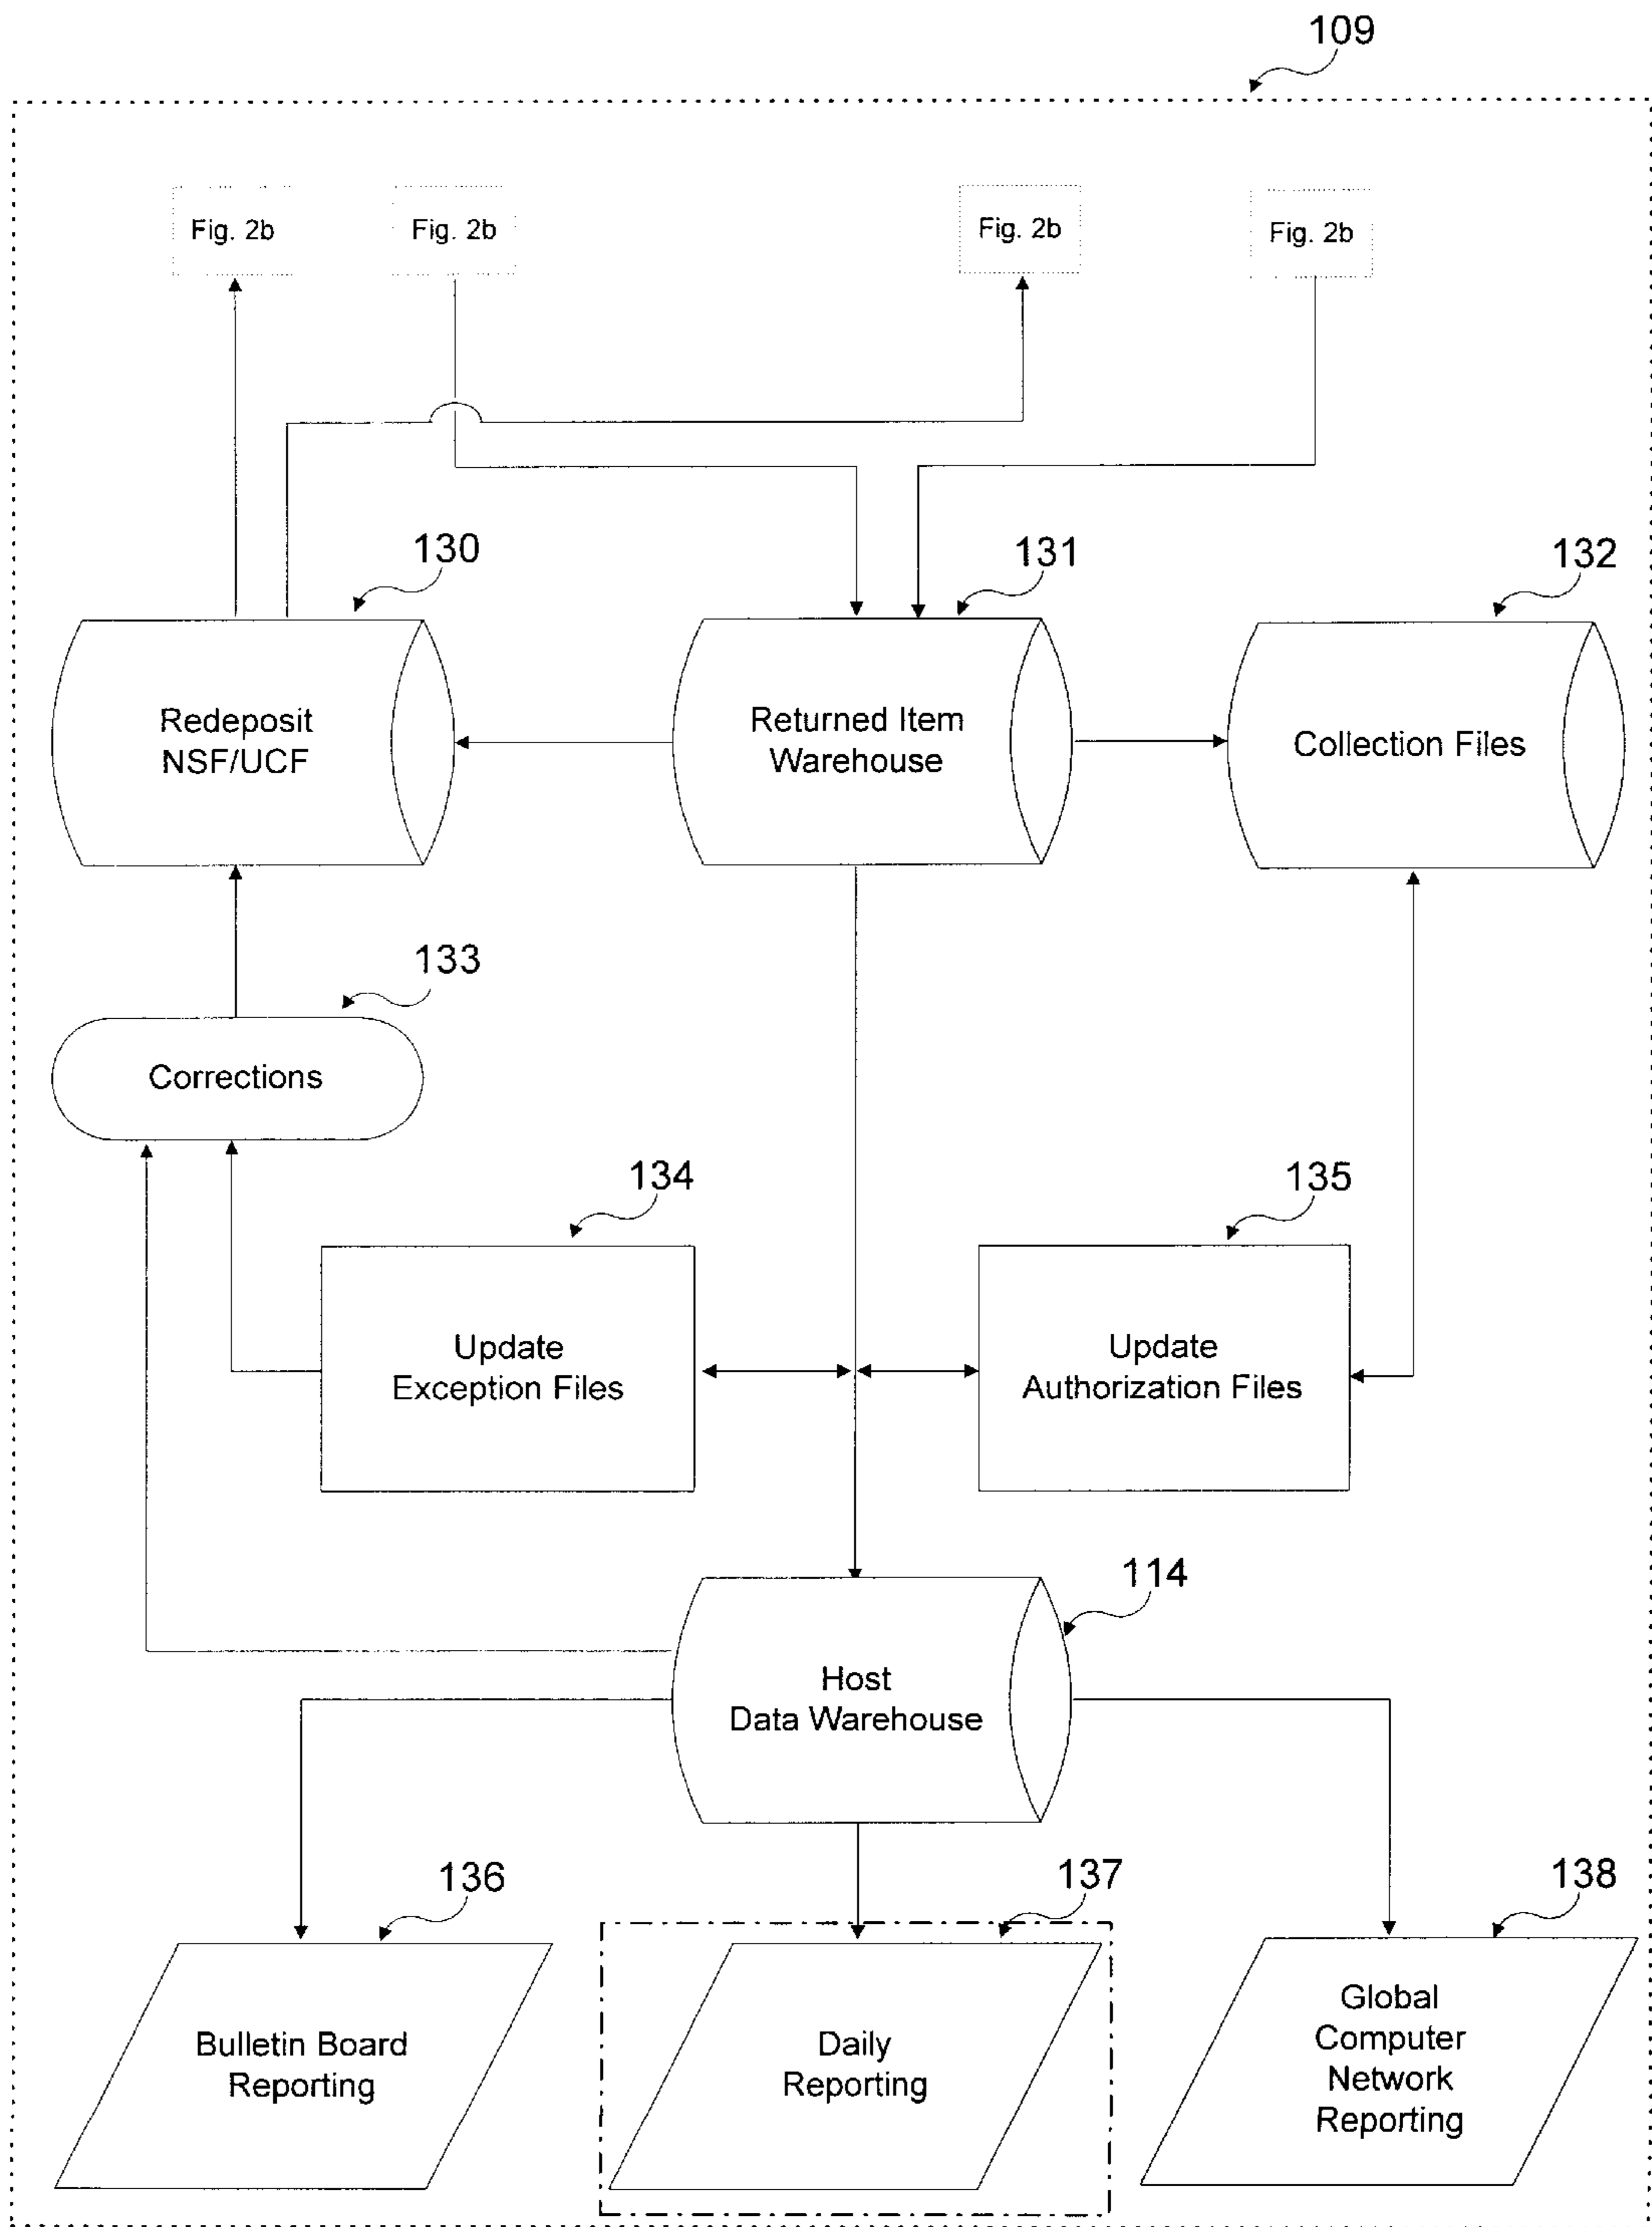 109
Fig. 2b
Fig. 2b
Fig. 2b
Fig. 2b
130
131
132
Redeposit
NSF/UCF
Returned Item
Warehouse
Collection Files
133
Corrections
134
135
Update
Exception Files
Update
Authorization Files
114
Host
Data Warehouse
136
137
138
Bulletin Board
Reporting
Daily
Reporting
Global
Computer
Network
Reporting